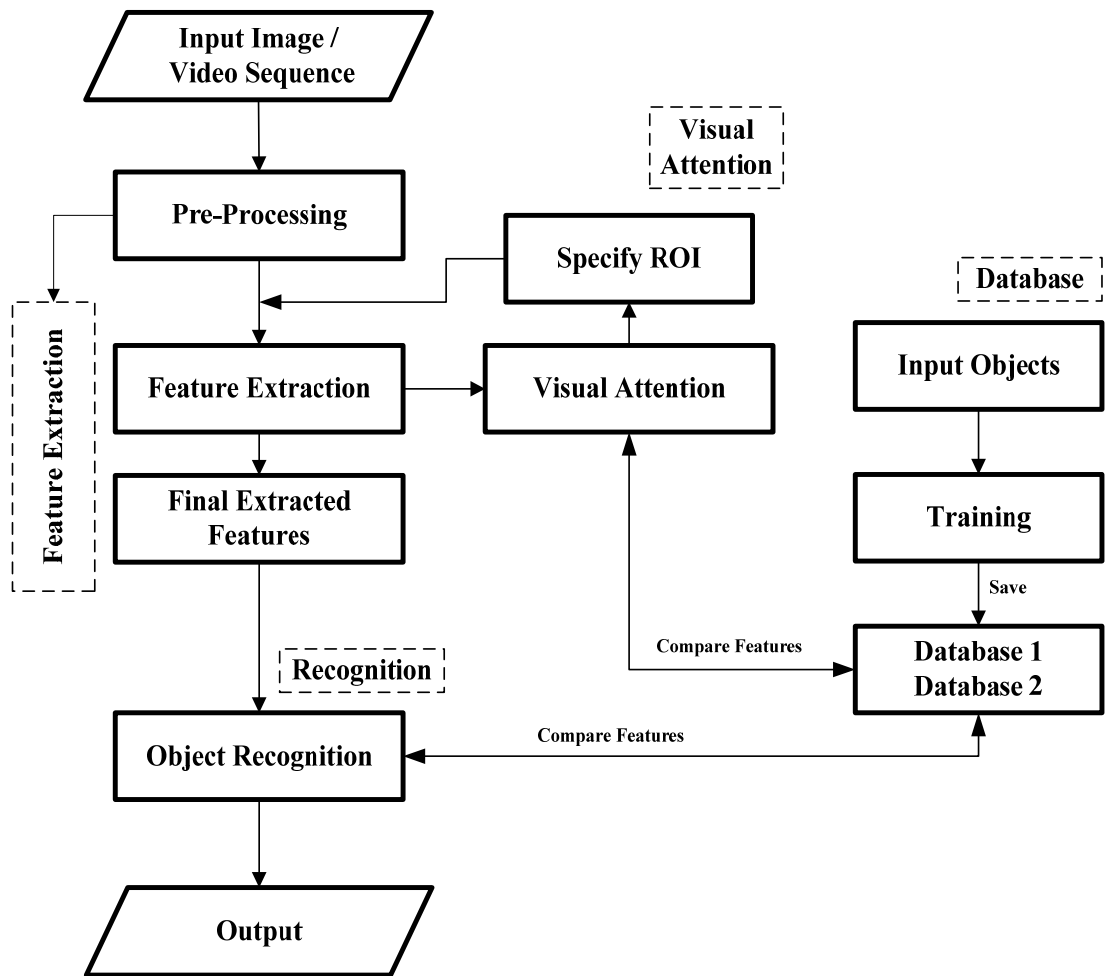 Input Image /
Video Sequence
Visual
Attention
Pre-Processing
Specify ROI
Database
Feature Extraction
Feature Extraction
Visual Attention
Input Objects
Final Extracted
Features
Training
Save
Compare Features
Database 1
Database 2
Recognition
Object Recognition
Compare Features
Output